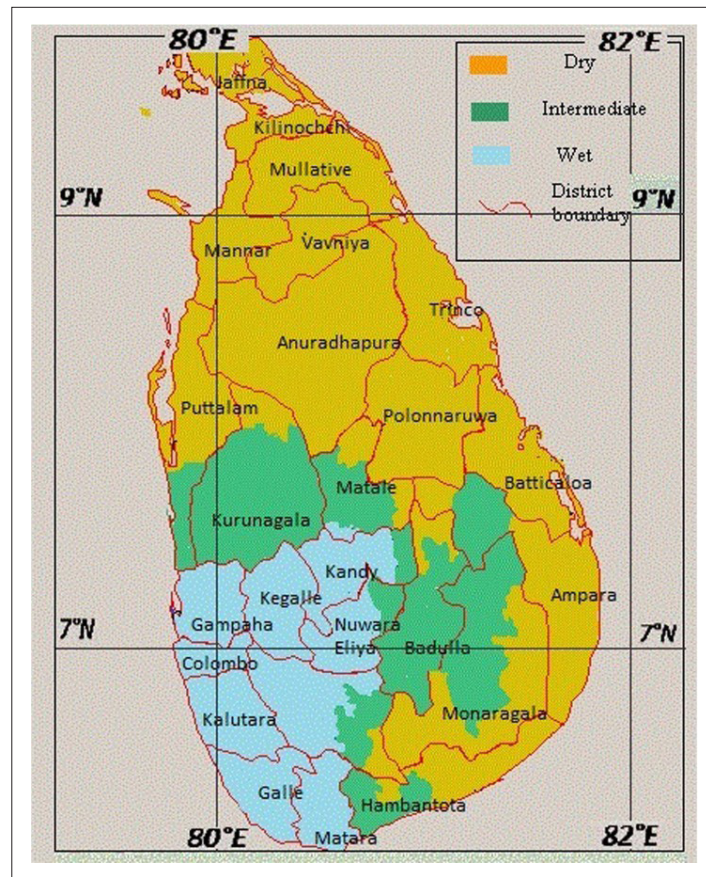 80°E
82°E
Dry
Intermediate
Wet
District
boundary
Jaffna
Kilinochchi
Mullative
9°N
9°N
Mannar
Vavniya
Trinco
Anuradhapura
Puttalam
Polonnaruwa
Matale
Batticaloa
Kurunagala
Kandy
Kegalle
Ampara
Gampaha
Nuwara
Eliya
7°N
7°N
Badulla
Colombo
Kalutara
Monaragala
Galle
Hambantota
Matara
80°E
82°E